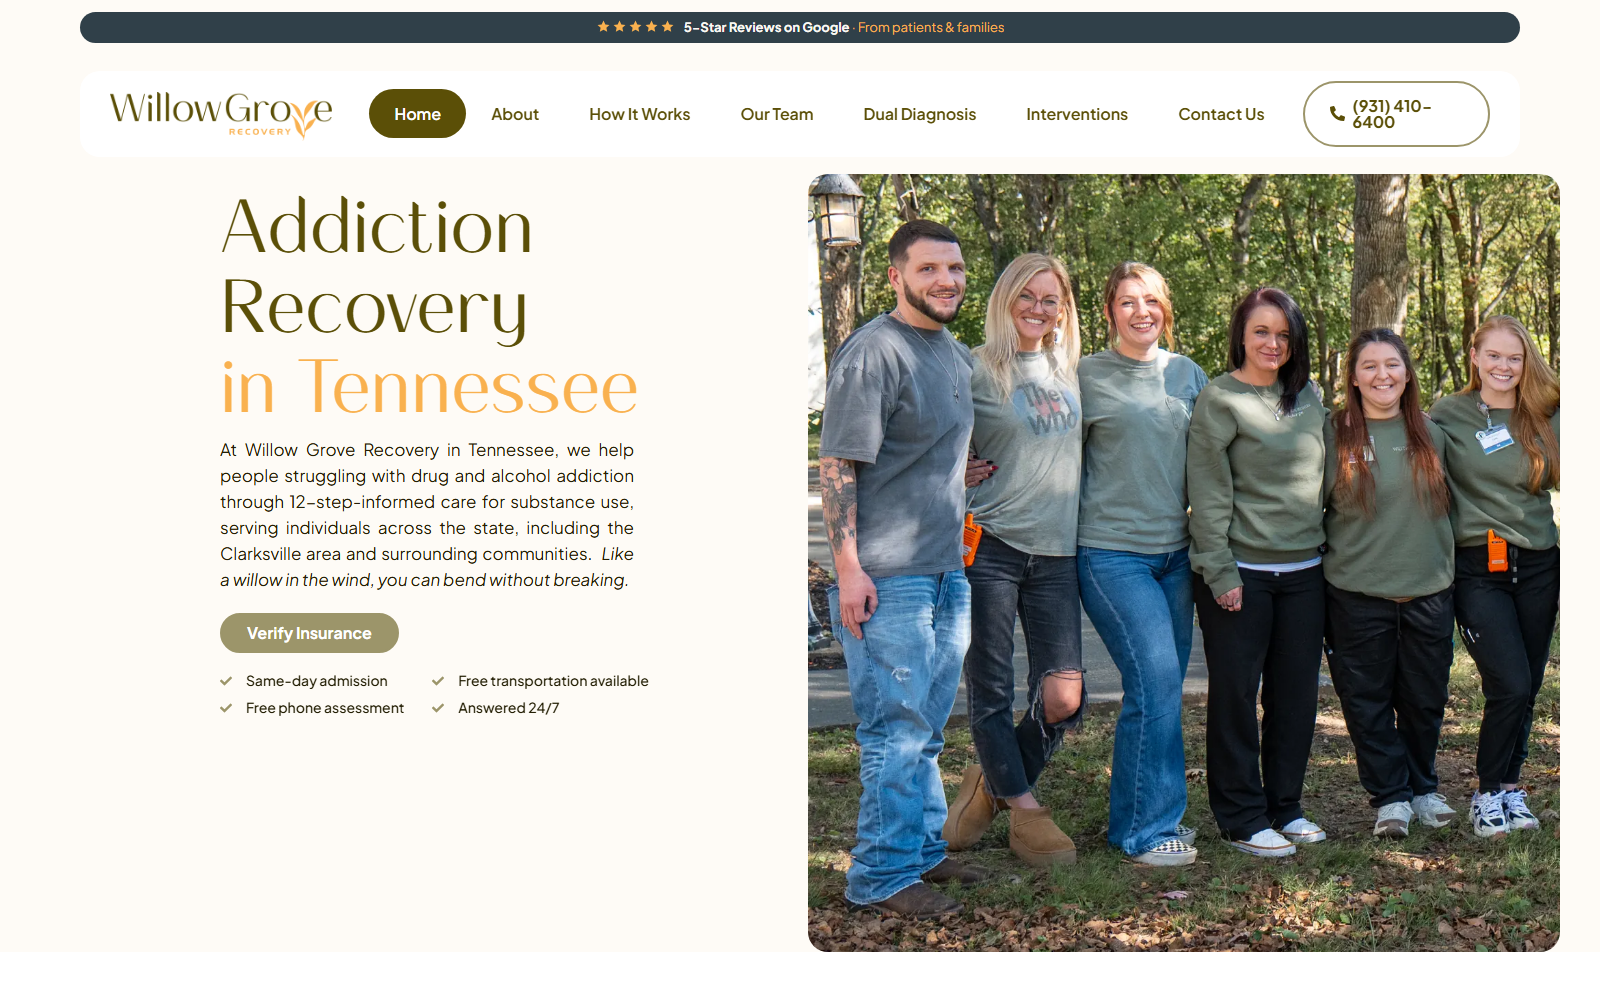 5-Star Reviews on Google · From patients & families
Willow Grove
RECOVERY
Home
About
How It Works
Our Team
Dual Diagnosis
Interventions
Contact Us
(931) 410-
6400
Addiction
Recovery
in Tennessee
At Willow Grove Recovery in Tennessee, we help
people struggling with drug and alcohol addiction
through 12-step-informed care for substance use,
serving individuals across the state, including the
Clarksville area and surrounding communities. Like
a willow in the wind, you can bend without breaking.
Verify Insurance
Same-day admission
Free transportation available
Free phone assessment
Answered 24/7
The
who